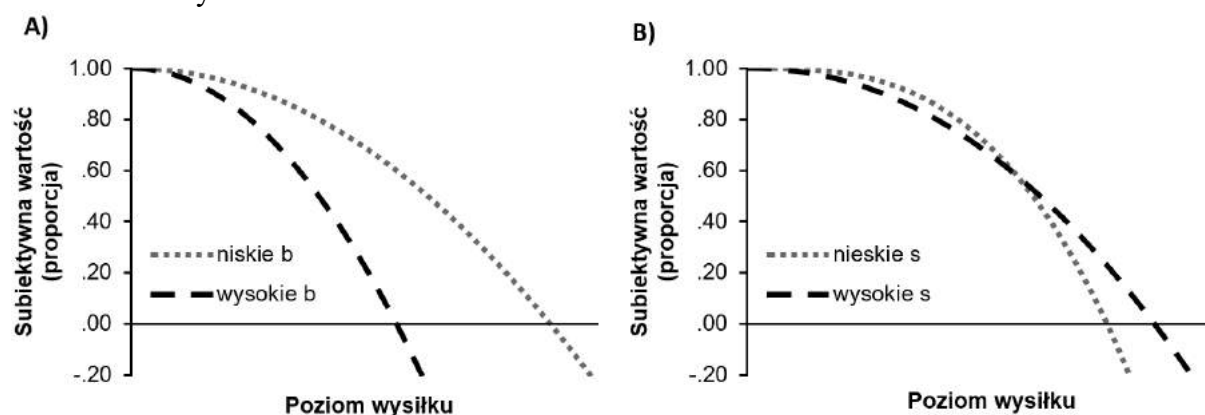 A)
1.00
.80
.60
.40
.20
.00
-.20
Subiektywna wartość
(proporcja)
niskie b
wysokie b
Poziom wysiłku
B)
1.00
.80
.60
.40
.20
.00
-.20
Subiektywna wartość
(proporcja)
nieskie s
wysokie s
Poziom wysiłku